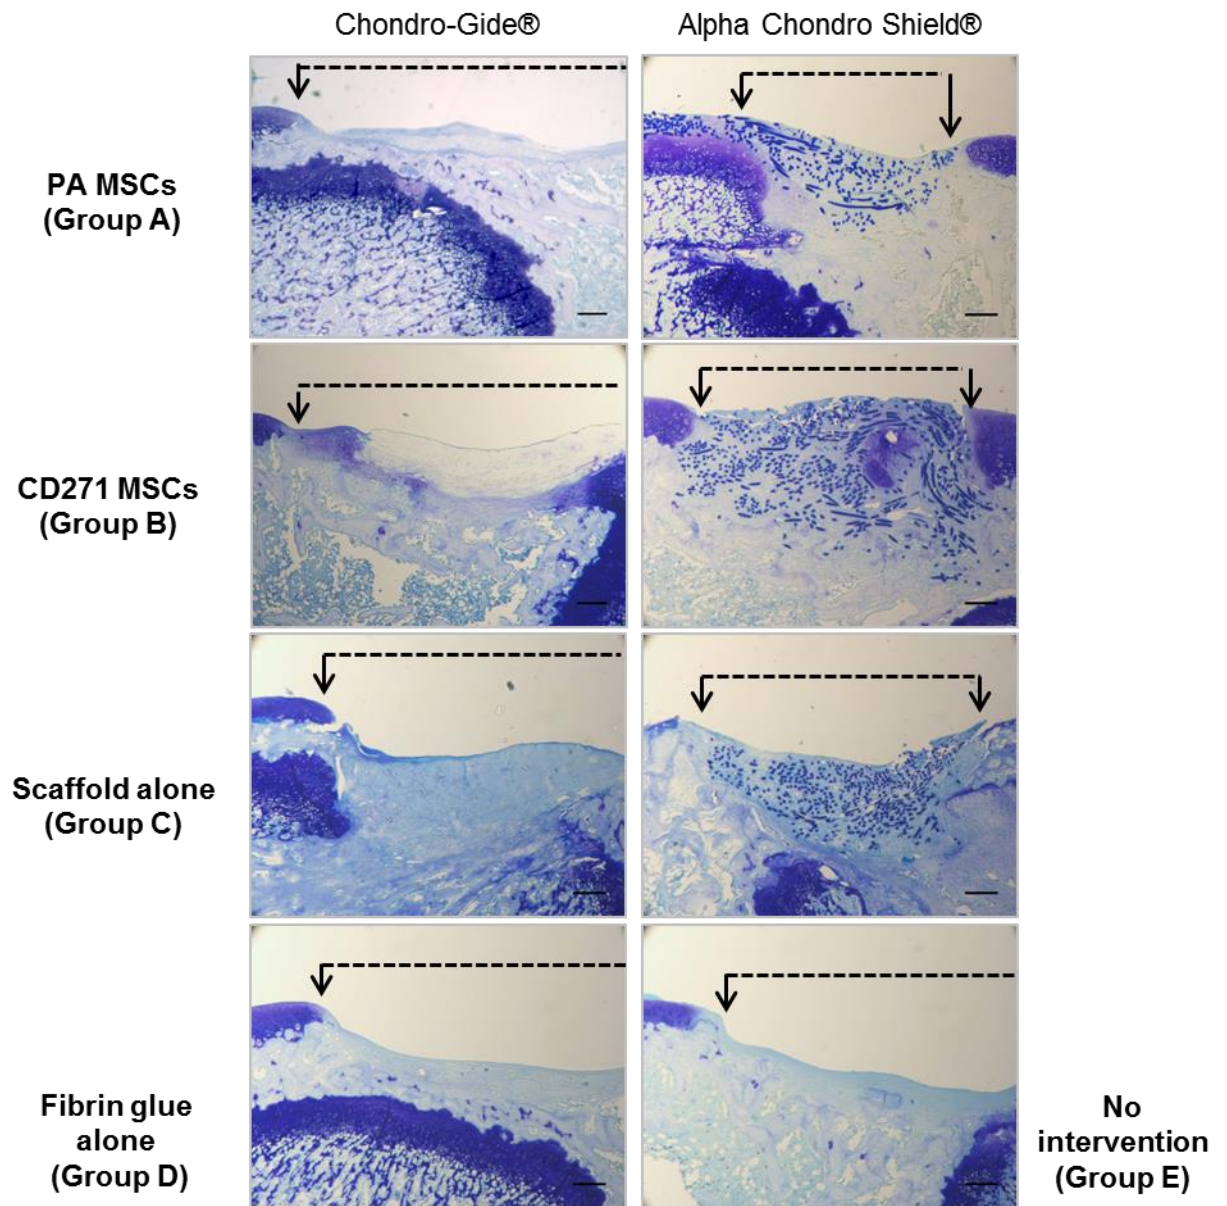 Chondro-Gide®
Alpha Chondro Shield®
PA MSCs
(Group A)
CD271 MSCs
(Group B)
Scaffold alone
(Group C)
Fibrin glue
alone
(Group D)
No
intervention
(Group E)